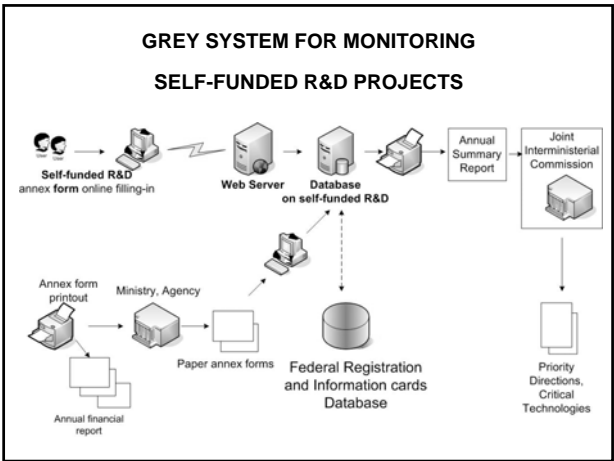 GREY SYSTEM FOR MONITORING
SELF-FUNDED R&D PROJECTS
User
User
Self-funded R&D
annex form online filling-in
Web Server
Database
on self-funded R&D
Annual
Summary
Report
Joint
Interministerial
Commission
Annex form
printout
Ministry, Agency
Paper annex forms
Annual financial
report
Federal Registration
and Information cards
Database
Priority
Directions,
Critical
Technologies